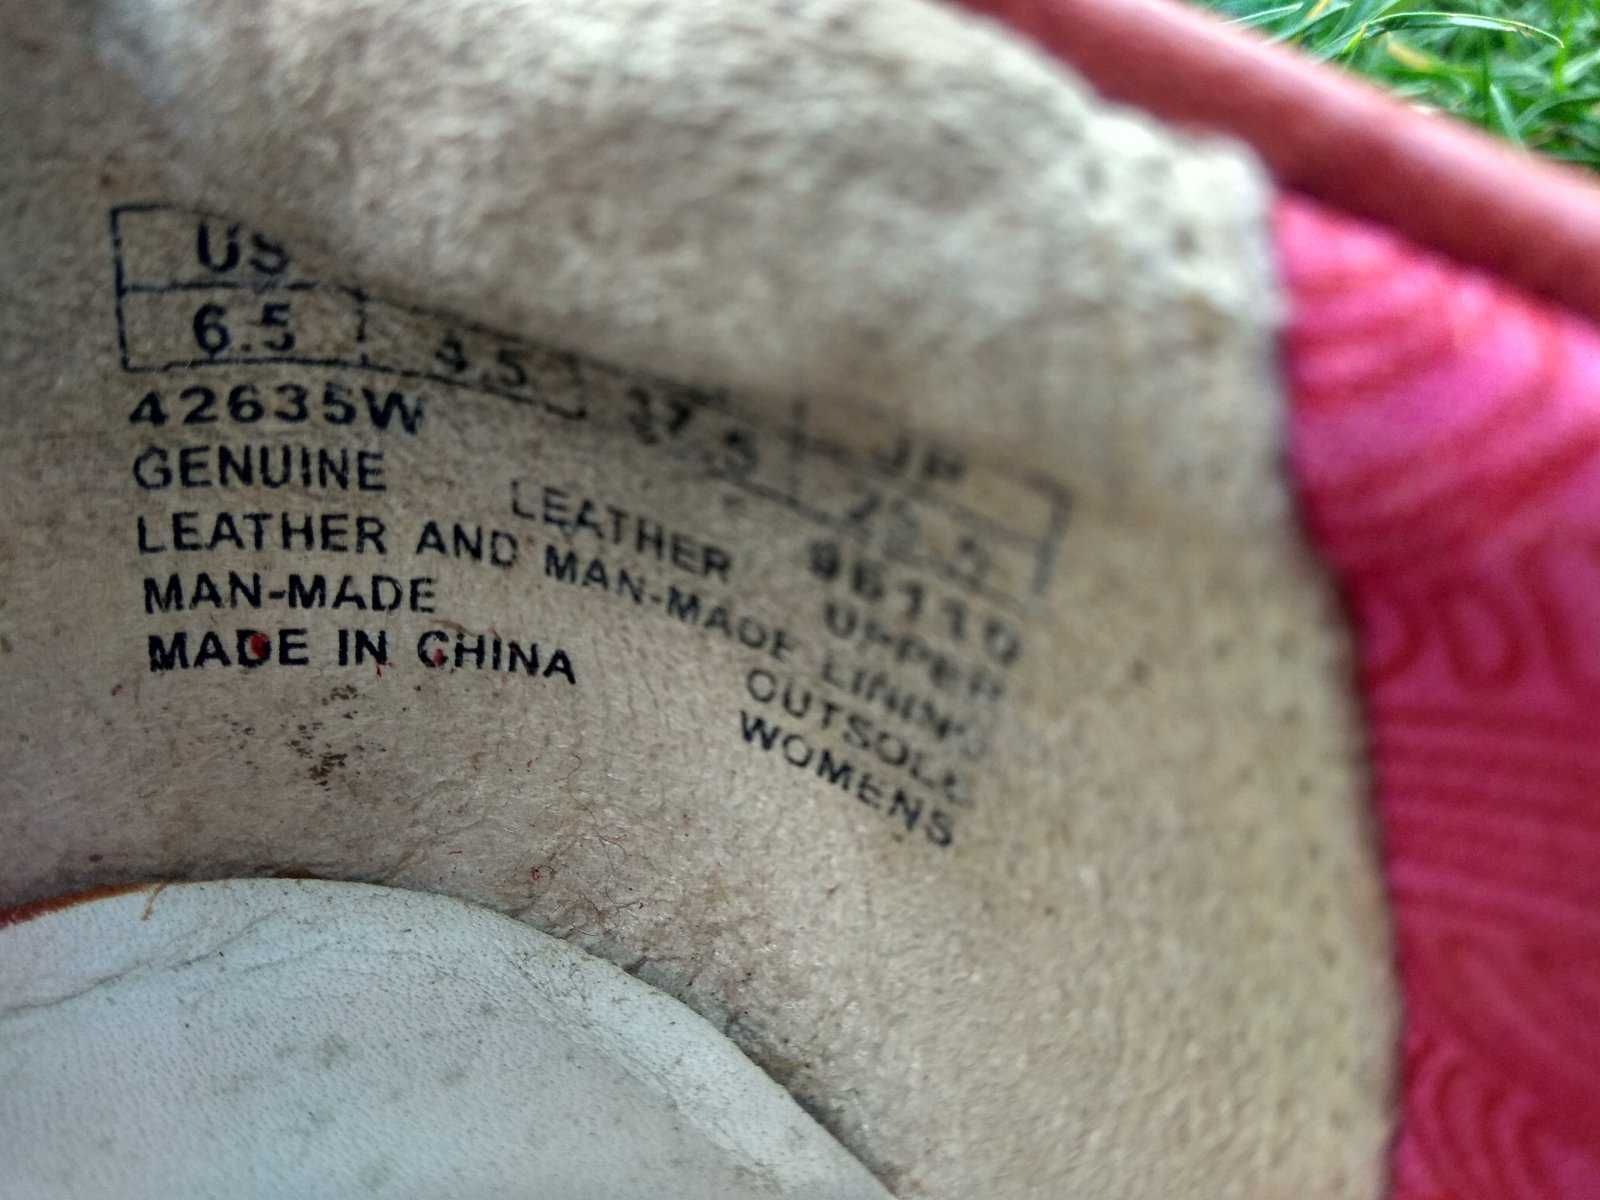 US JP
6.5 3.5 37.5
42635W
GENUINE LEATHER UPPER
LEATHER AND MAN-MADE LINING
MAN-MADE OUTSOLE
MADE IN CHINA WOMENS